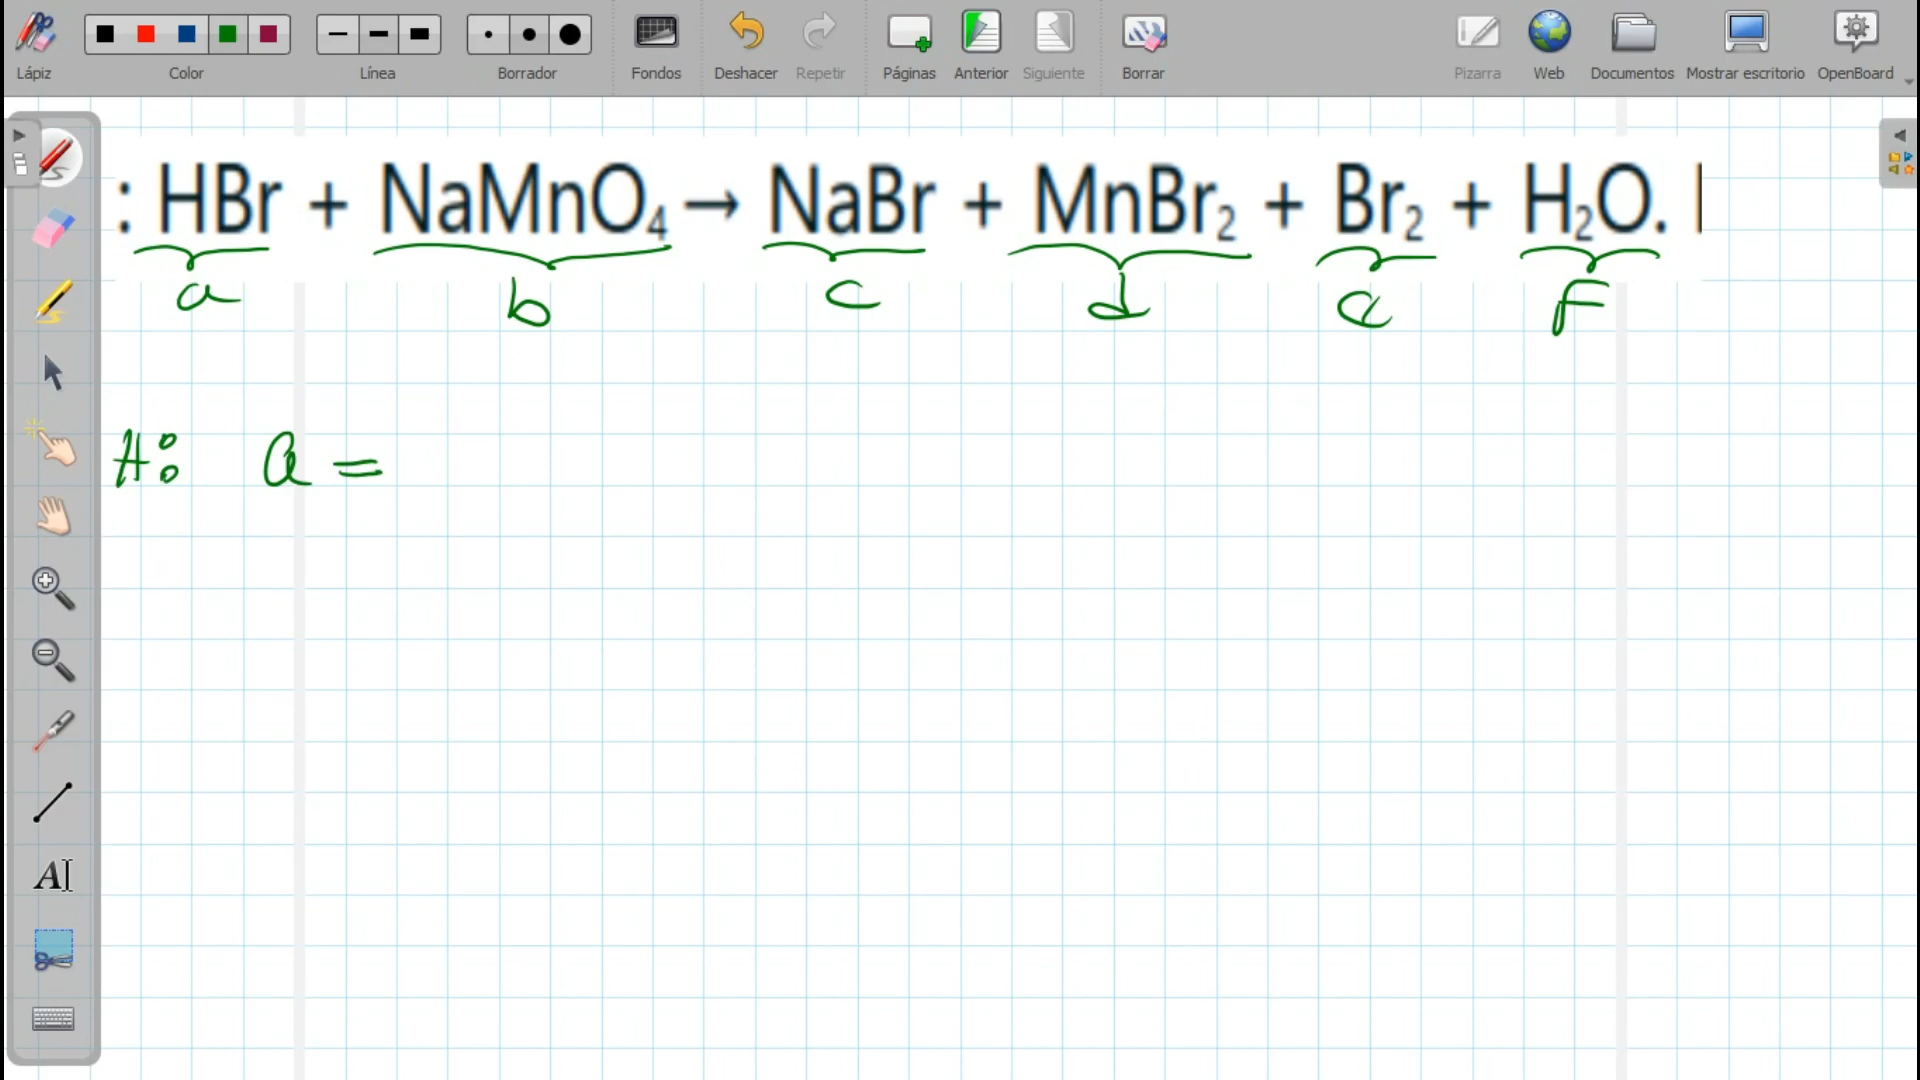 Lápiz Color Línea Borrador Fondos Deshacer Repetir Páginas Anterior Siguiente Borrar Pizarra Web Documentos Mostrar escritorio OpenBoard
: HBr + NaMnO₄ → NaBr + MnBr₂ + Br₂ + H₂O.
a b c d e f
H: a =